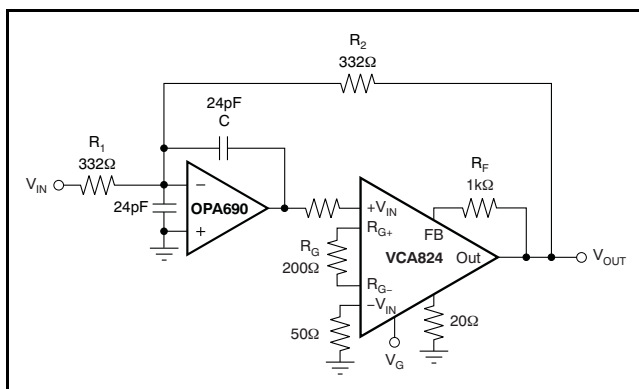 R2
332Ω
24pF
C
R1
332Ω
VIN
24pF
−
OPA690
+
RF
1kΩ
+VIN
FB
RG+
RG
200Ω
VCA824
Out
VOUT
RG−
−VIN
50Ω
20Ω
VG